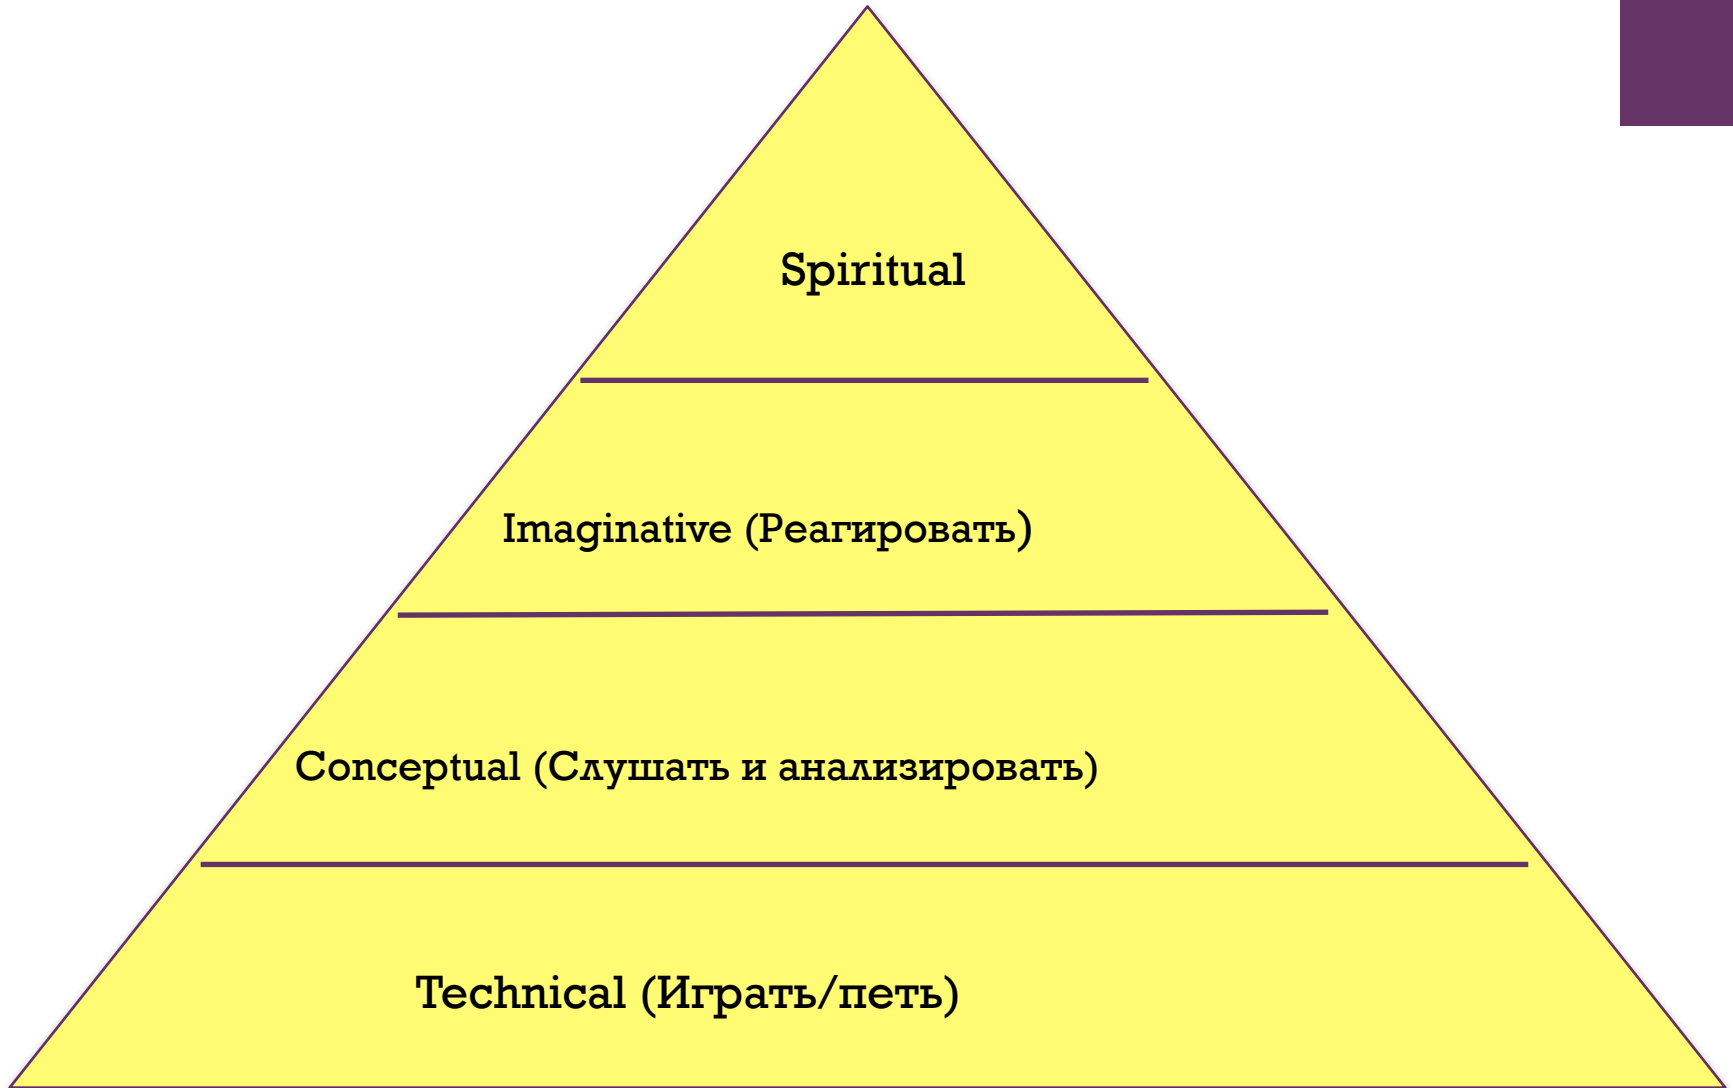 Spiritual
Imaginative (Реагировать)
Conceptual (Слушать и анализировать)
Technical (Играть/петь)